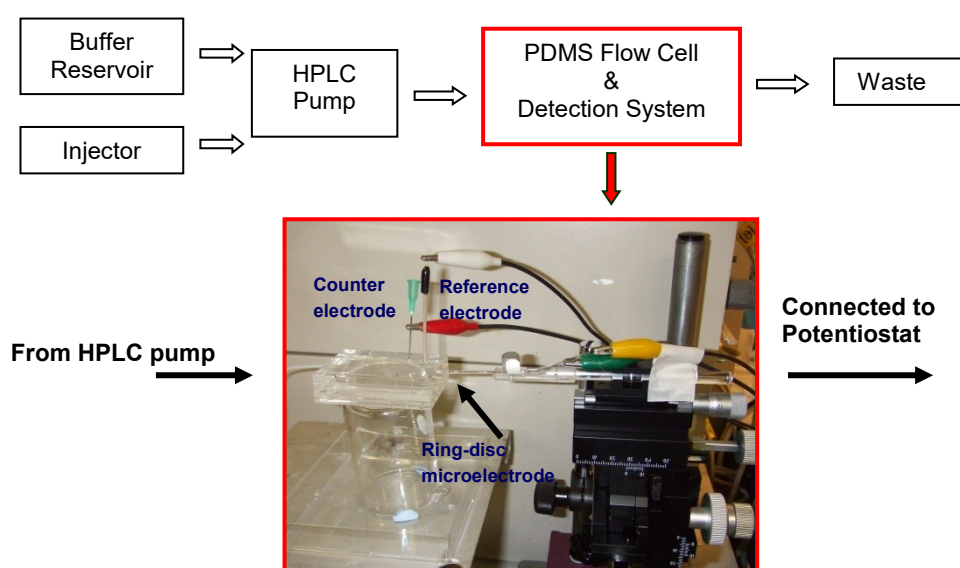 Buffer
Reservoir
HPLC
Pump
PDMS Flow Cell
&
Detection System
Waste
Injector
Counter
electrode
Reference
electrode
Connected to
Potentiostat
From HPLC pump
Ring-disc
microelectrode